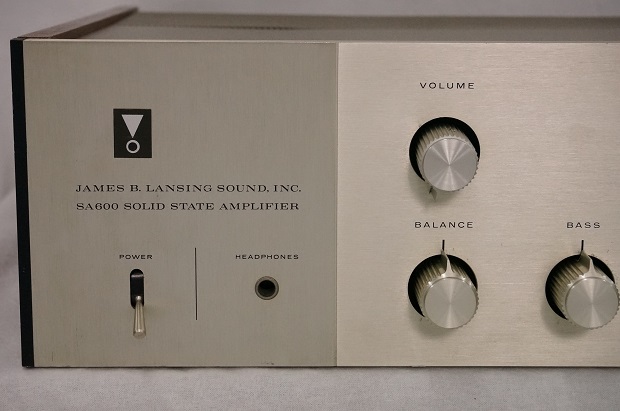 VOLUME
JAMES B. LANSING SOUND, INC.
SA600 SOLID STATE AMPLIFIER
BALANCE
BASS
POWER
HEADPHONES